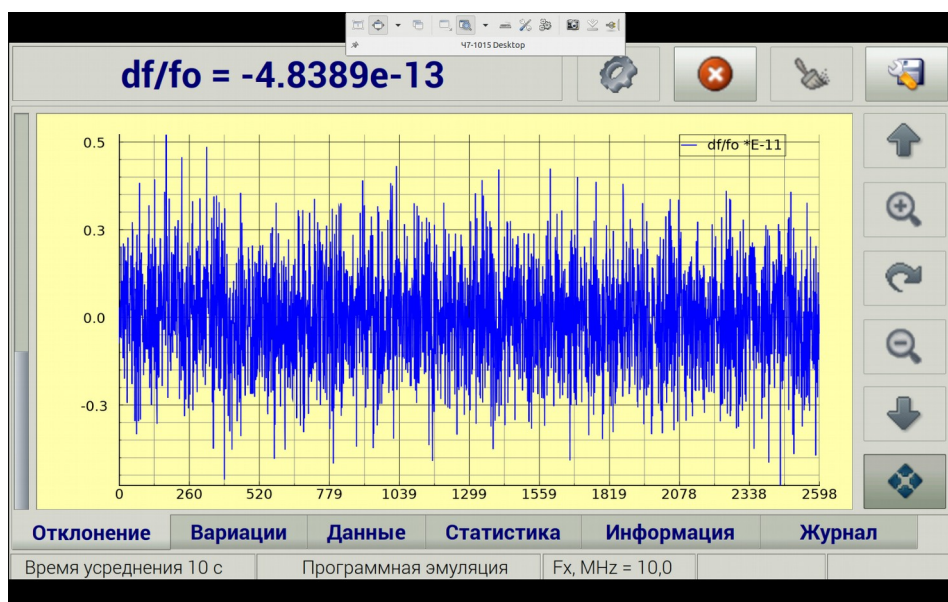 Ч7-1015 Desktop
df/fo = -4.8389e-13
df/fo *E-11
0.5
0.3
0.0
-0.3
0 260 520 779 1039 1299 1559 1819 2078 2338 2598
Отклонение Вариации Данные Статистика Информация Журнал
Время усреднения 10 с Программная эмуляция Fx, MHz = 10,0